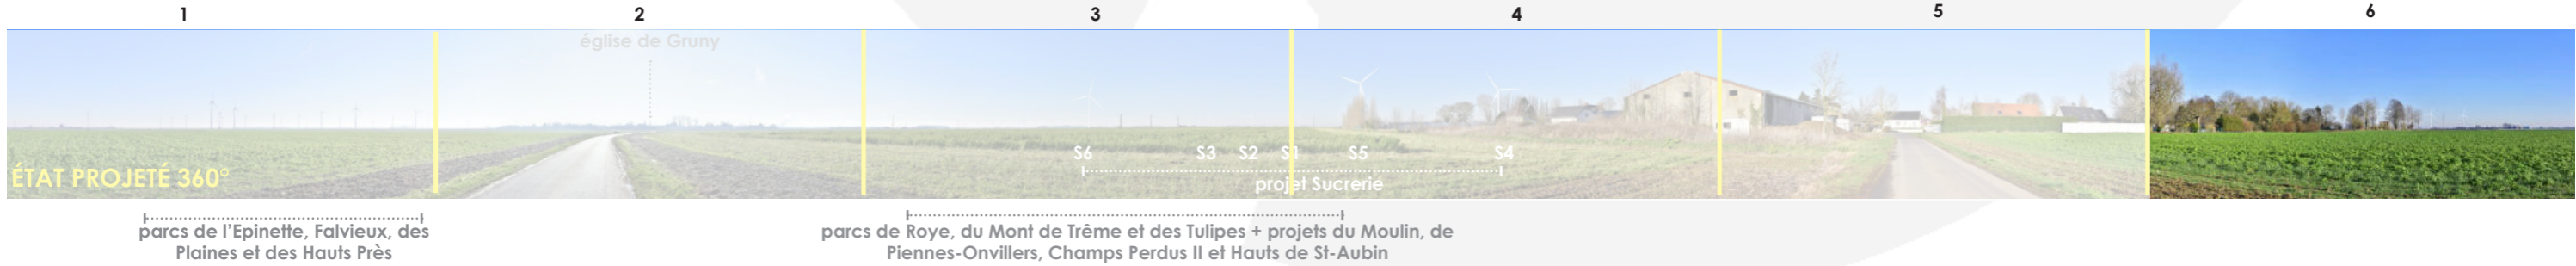 1 2 3 4 5 6
église de Gruny
S6 S3 S2 S1 S5 S4
ÉTAT PROJETÉ 360°
projet Sucrerie
parcs de l'Epinette, Falvieux, des
Plaines et des Hauts Près
parcs de Roye, du Mont de Trême et des Tulipes + projets du Moulin, de
Piennes-Onvillers, Champs Perdus II et Hauts de St-Aubin